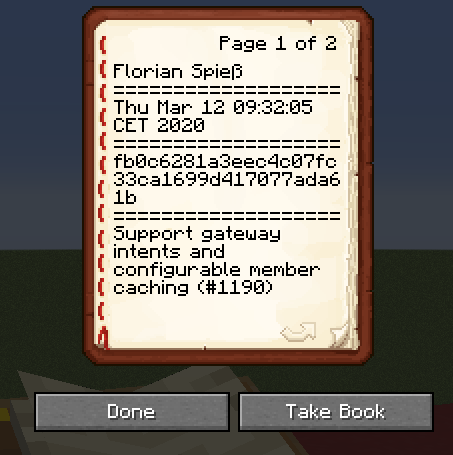 Page 1 of 2
Florian Spieß
====================
Thu Mar 12 09:32:05
CET 2020
====================
fb0c6281a3eec4c07fc
33ca1699d417077ada6
1b
====================
Support gateway
intents and
configurable member
caching (#1190)
Done
Take Book